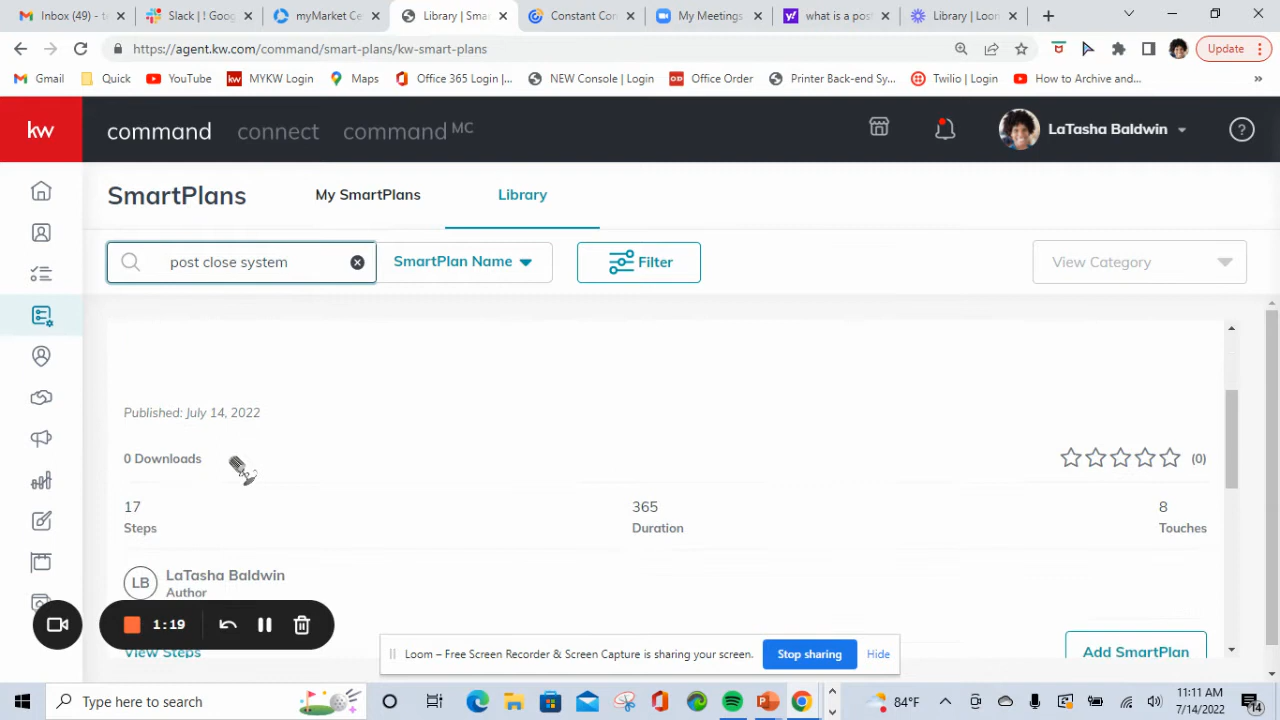 Inbox (19+) - t
Slack | ! Goog
myMarket Ce
Library | Smar
Constant Con
My Meetings
what is a post
Library | Loon
https://agent.kw.com/command/smart-plans/kw-smart-plans
Update
Gmail
Quick
YouTube
MYKW Login
Maps
Office 365 Login |...
NEW Console | Login
Office Order
Printer Back-end Sy...
Twilio | Login
How to Archive and...
kw
command
connect
command MC
LaTasha Baldwin
SmartPlans
My SmartPlans
Library
post close system
SmartPlan Name
Filter
View Category
Published: July 14, 2022
0 Downloads
(0)
17
365
8
Steps
Duration
Touches
LB
LaTasha Baldwin
Author
1:19
View Steps
Loom – Free Screen Recorder & Screen Capture is sharing your screen.
Stop sharing
Hide
Add SmartPlan
Type here to search
84°F
11:11 AM
7/14/2022
14